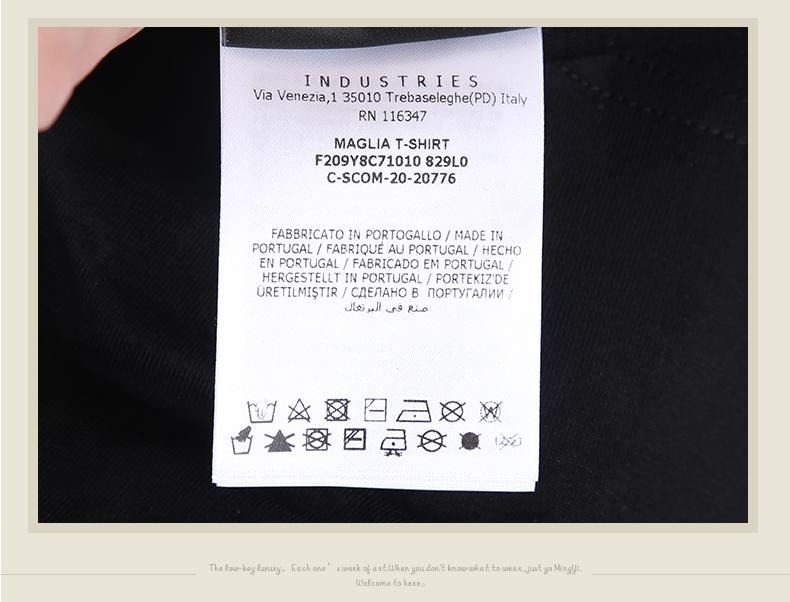 INDUSTRIES
Via Venezia,1 35010 Trebaseleghe(PD) Italy
RN 116347
MAGLIA T-SHIRT
F209Y8C71010 829L0
C-SCOM-20-20776
FABBRICATO IN PORTOGALLO / MADE IN
PORTUGAL / FABRIQUÉ AU PORTUGAL / HECHO
EN PORTUGAL / FABRICADO EM PORTUGAL /
HERGESTELLT IN PORTUGAL / PORTEKIZ'DE
ÜRETILMIŞTIR / СДЕЛАНО В ПОРТУГАЛИИ /
صنع في البرتغال
The low-key luxury, Each one's work of art.When you don't know what to wear,,just go MingYi.
Welcome to here。